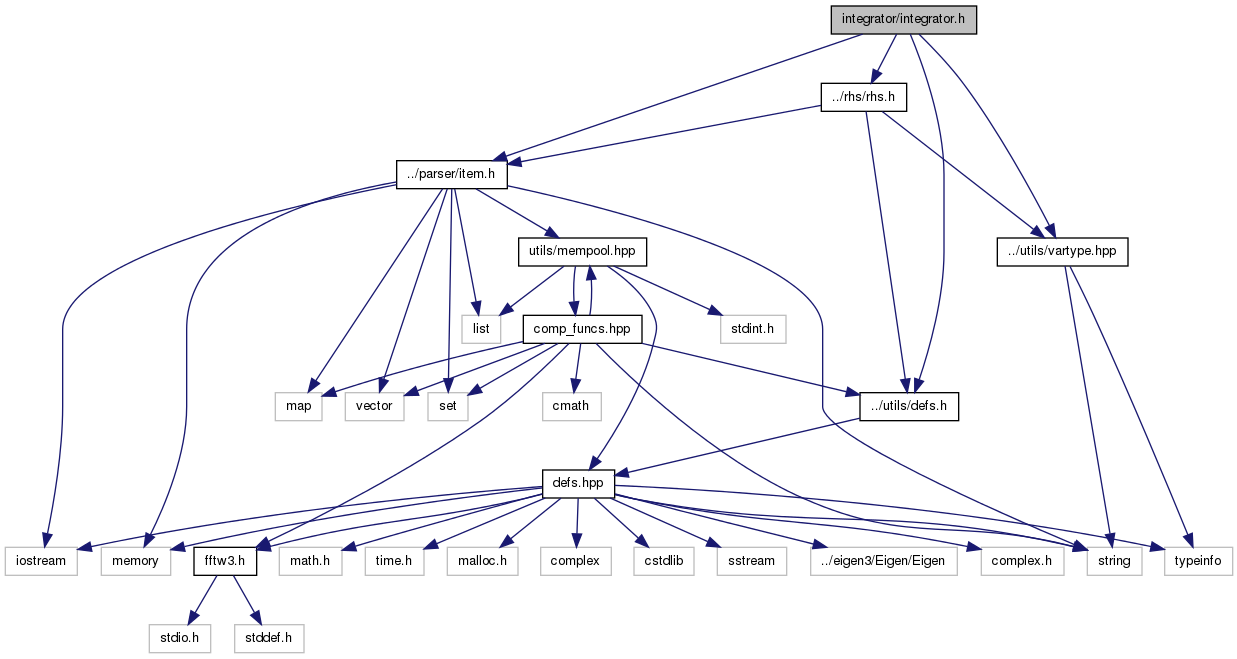 integrator/integrator.h
../rhs/rhs.h
../parser/item.h
utils/mempool.hpp
../utils/vartype.hpp
list
comp_funcs.hpp
stdint.h
map
vector
set
cmath
../utils/defs.h
defs.hpp
iostream
memory
fftw3.h
math.h
time.h
malloc.h
complex
cstdlib
sstream
../eigen3/Eigen/Eigen
complex.h
string
typeinfo
stdio.h
stddef.h